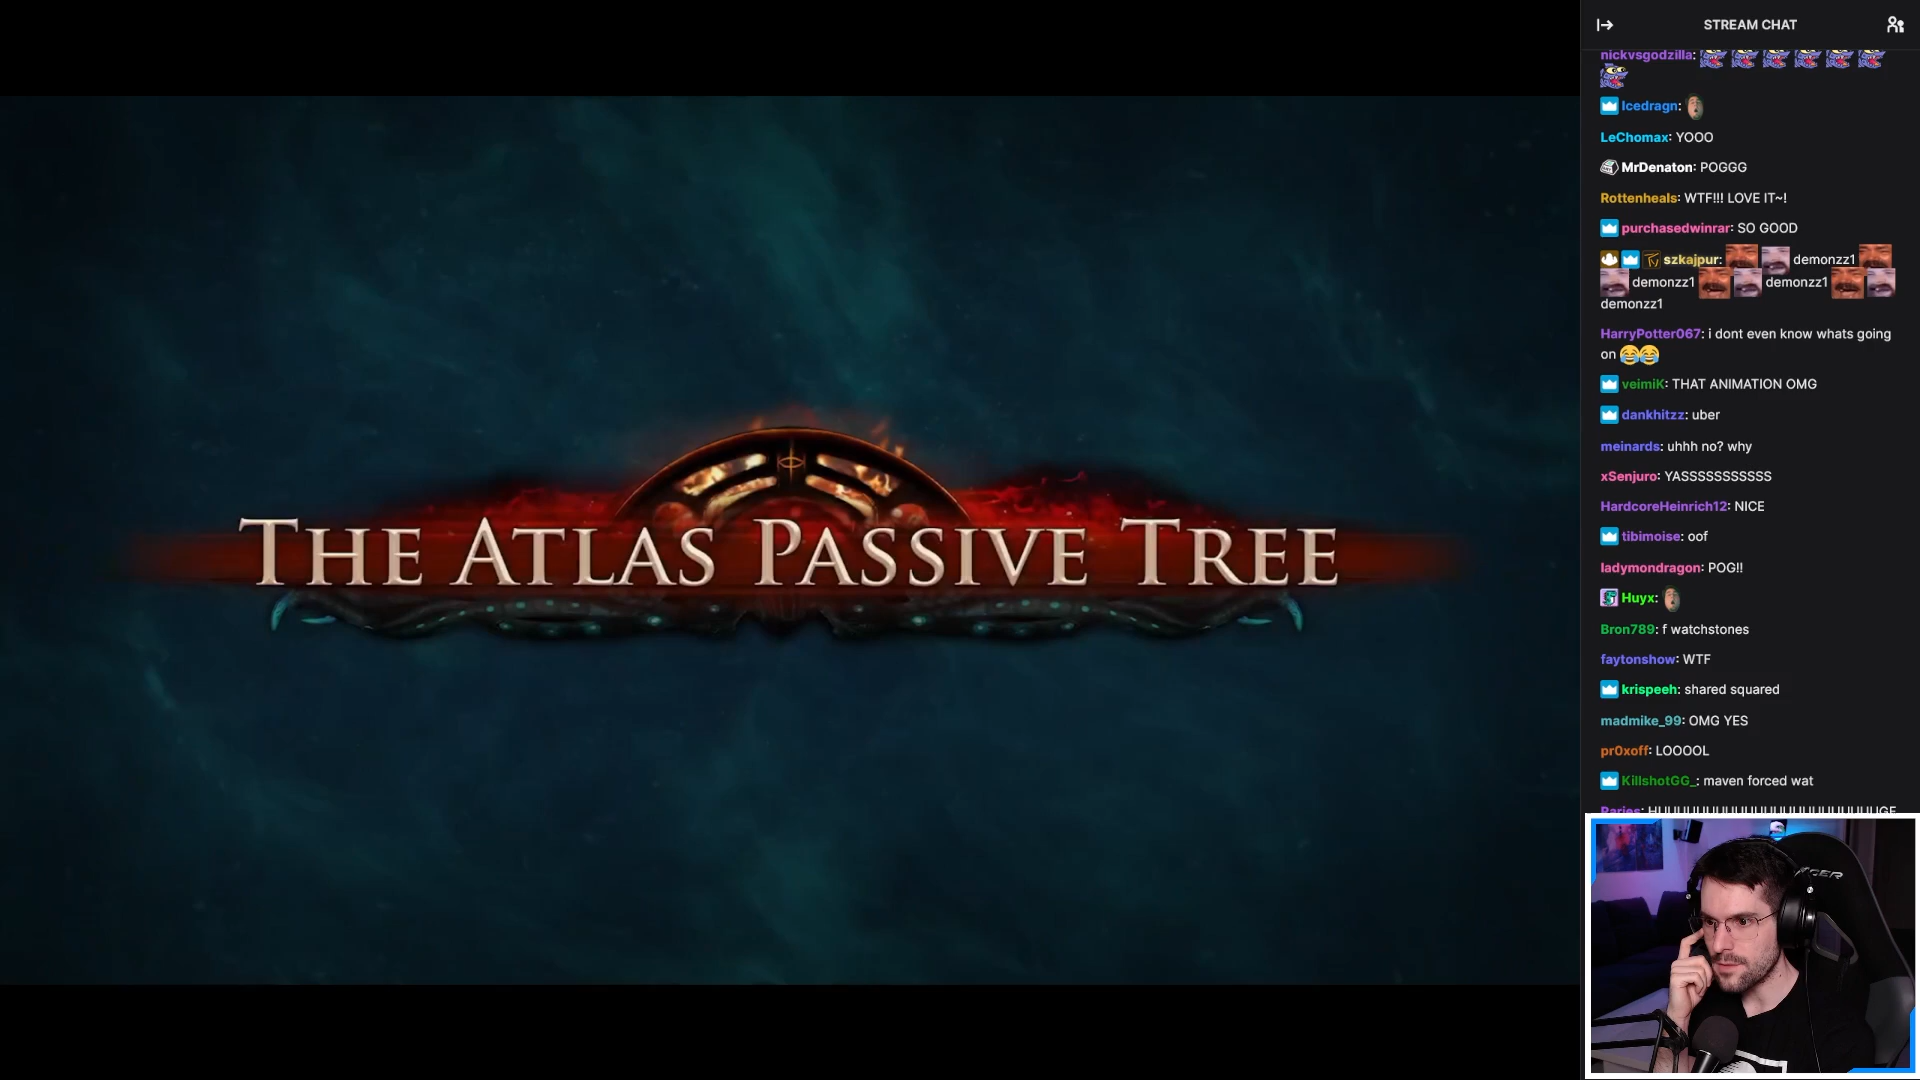 STREAM CHAT
nickvsgodzilla:
Icedragn:
LeChomax: YOOO
MrDenaton: POGGG
Rottenheals: WTF!!! LOVE IT~!
purchasedwinrar: SO GOOD
szkajpur: demonzz1
demonzz1 demonzz1
demonzz1
HarryPotter067: i dont even know whats going
on 😂😂
veimiK: THAT ANIMATION OMG
dankhitzz: uber
meinards: uhhh no? why
xSenjuro: YASSSSSSSSSS
HardcoreHeinrich12: NICE
tibimoise: oof
ladymondragon: POG!!
Huyx:
Bron789: f watchstones
faytonshow: WTF
krispeeh: shared squared
madmike_99: OMG YES
pr0xoff: LOOOOL
KillshotGG_: maven forced wat
THE ATLAS PASSIVE TREE